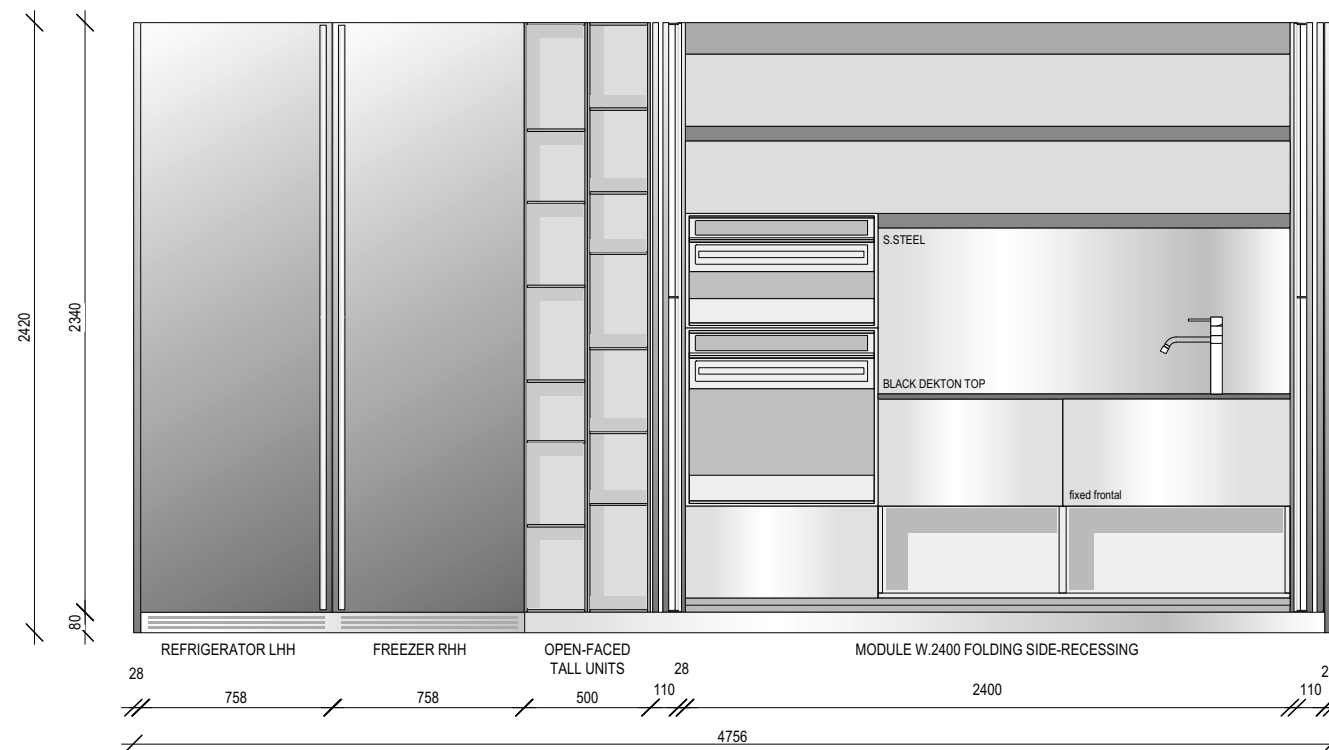 S.STEEL
2420
2340
BLACK DEKTON TOP
fixed frontal
80
REFRIGERATOR LHH
FREEZER RHH
OPEN-FACED
TALL UNITS
MODULE W.2400 FOLDING SIDE-RECESSING
28
758
758
500
110
28
2400
110
4756